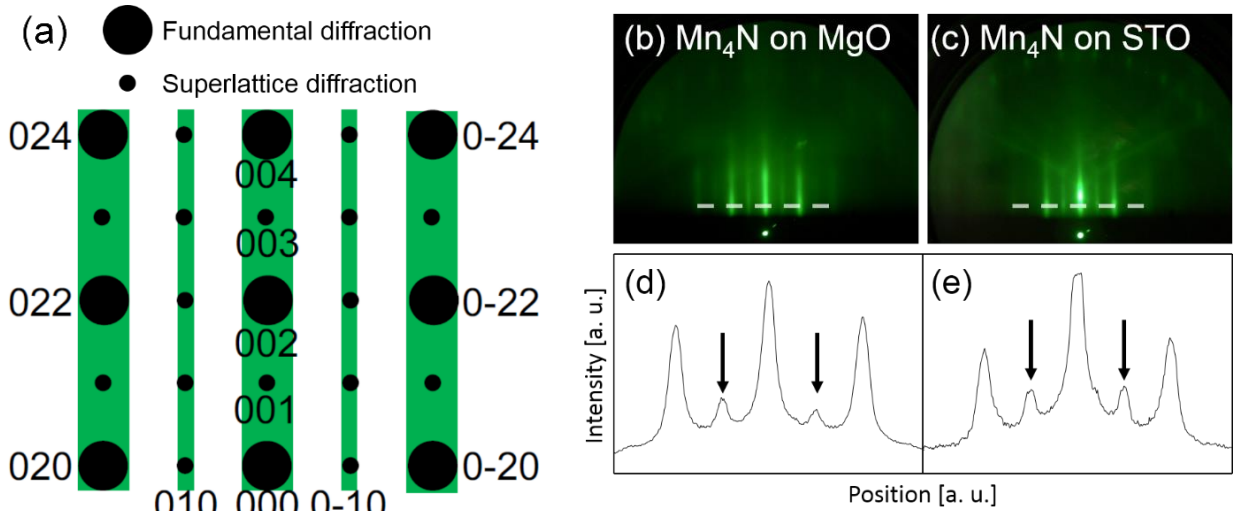 (a)
Fundamental diffraction
Superlattice diffraction
024
0-24
004
003
022
0-22
002
001
020
0-20
010 000 0-10
(b) Mn₄N on MgO
(c) Mn₄N on STO
(d)
(e)
Intensity [a. u.]
Position [a. u.]